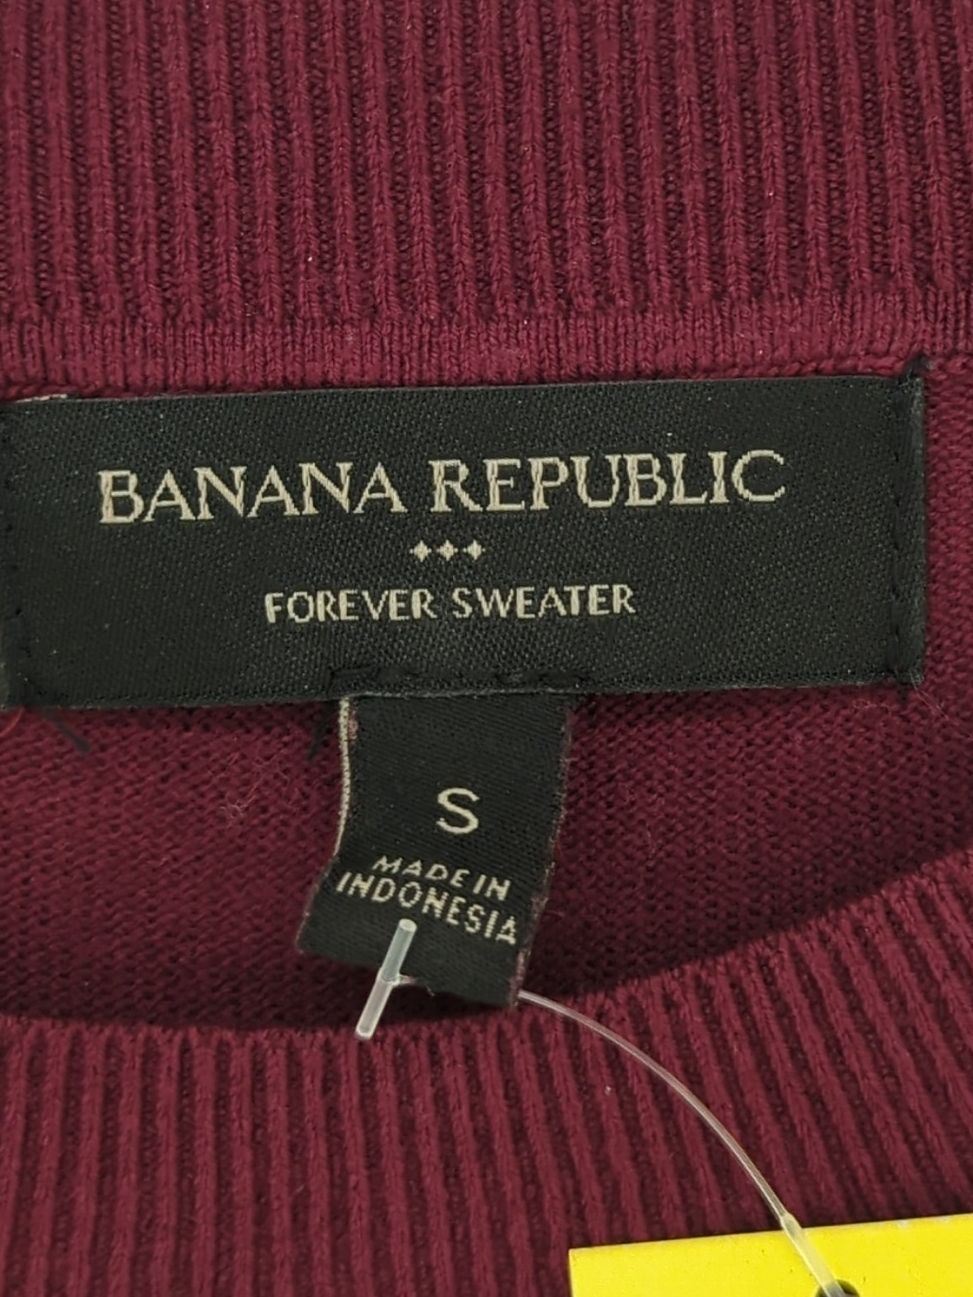 BANANA REPUBLIC
FOREVER SWEATER
S
MADE IN
INDONESIA